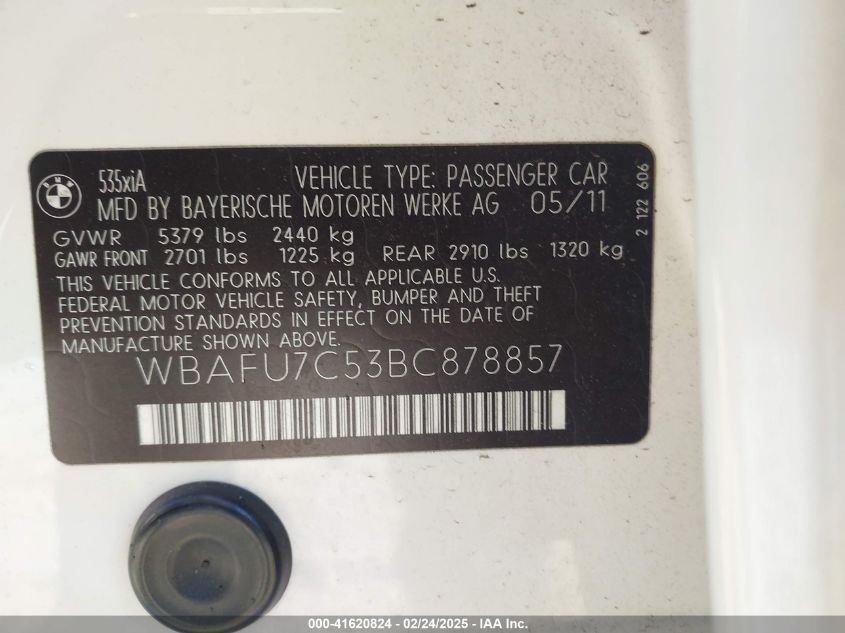 BMW
535xiA VEHICLE TYPE: PASSENGER CAR
MFD BY BAYERISCHE MOTOREN WERKE AG 05/11
GVWR 5379 lbs 2440 kg
GAWR FRONT 2701 lbs 1225 kg REAR 2910 lbs 1320 kg
THIS VEHICLE CONFORMS TO ALL APPLICABLE U.S.
FEDERAL MOTOR VEHICLE SAFETY, BUMPER AND THEFT
PREVENTION STANDARDS IN EFFECT ON THE DATE OF
MANUFACTURE SHOWN ABOVE.
WBAFU7C53BC878857
2 122 606
000-41620824 - 02/24/2025 - IAA Inc.